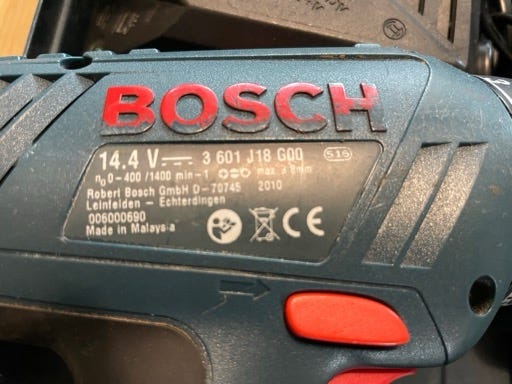 BOSCH
14.4 V⎓ 3 601 J18 G00 516
n₀ 0-400/1400 min-1 max. ø 8mm
Robert Bosch GmbH D-70745 2010
Leinfelden - Echterdingen
006000690
Made in Malaysia
CE